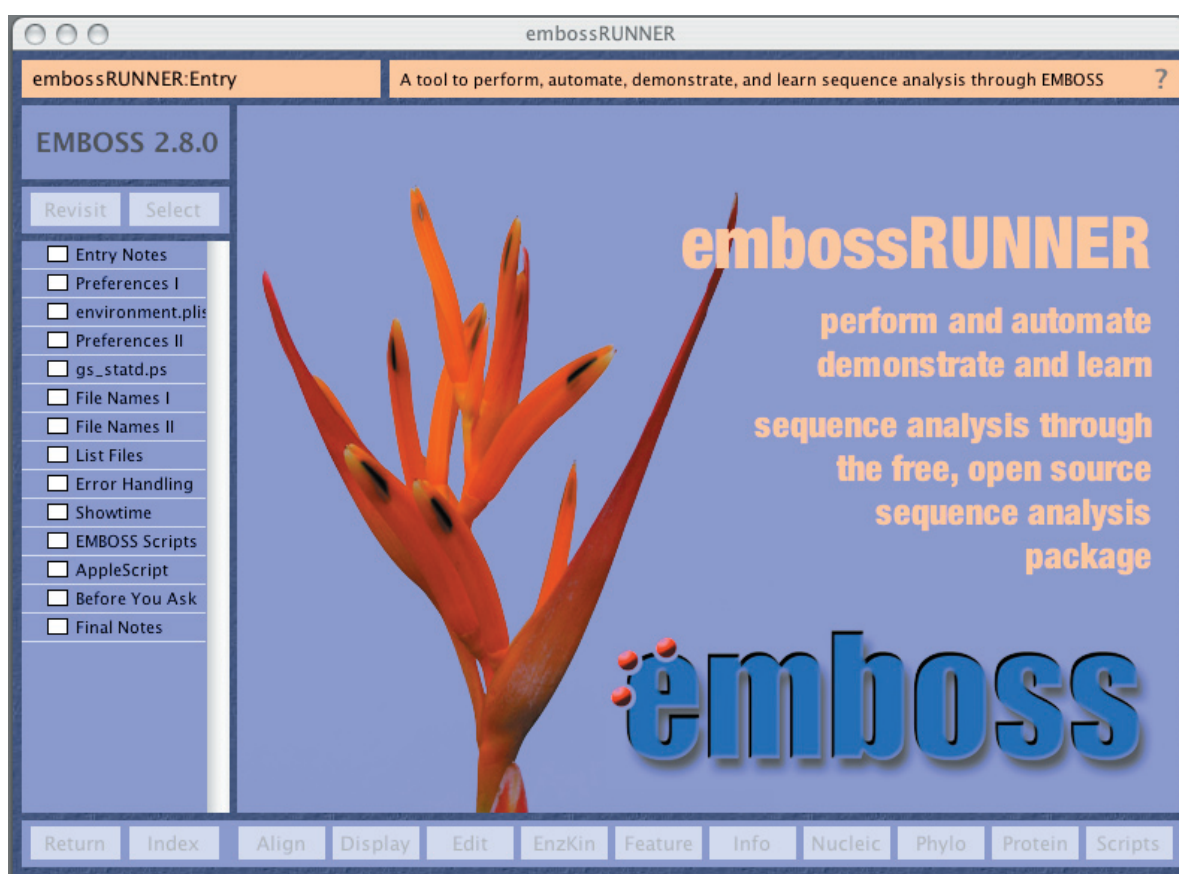 embossRUNNER
embossRUNNER:Entry
A tool to perform, automate, demonstrate, and learn sequence analysis through EMBOSS ?
EMBOSS 2.8.0
Revisit Select
Entry Notes
Preferences I
environment.plis
Preferences II
gs_statd.ps
File Names I
File Names II
List Files
Error Handling
Showtime
EMBOSS Scripts
AppleScript
Before You Ask
Final Notes
embossRUNNER
perform and automate
demonstrate and learn
sequence analysis through
the free, open source
sequence analysis
package
emboss
Return Index Align Display Edit EnzKin Feature Info Nucleic Phylo Protein Scripts